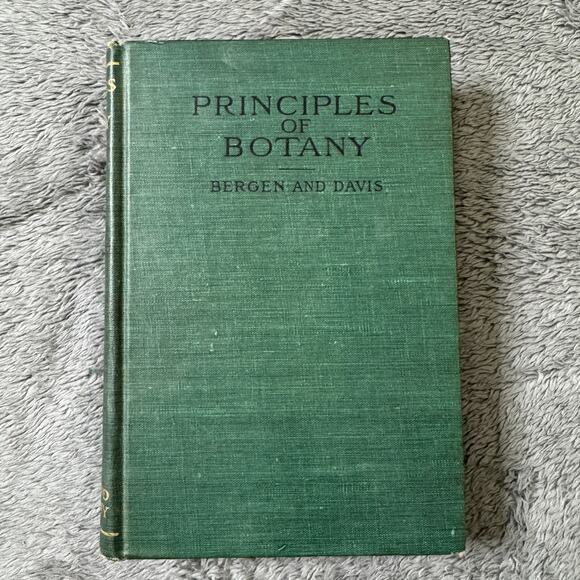 PRINCIPLES
OF
BOTANY
BERGEN AND DAVIS